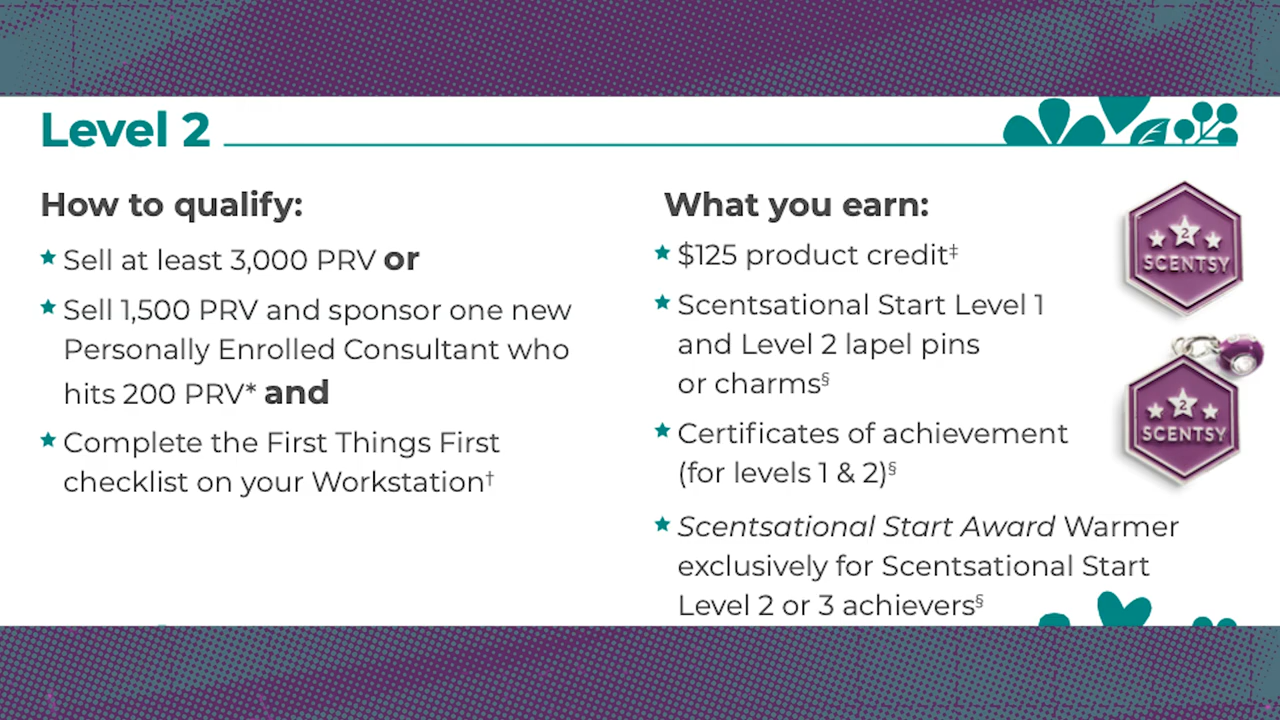 Level 2
How to qualify:
Sell at least 3,000 PRV or
Sell 1,500 PRV and sponsor one new
Personally Enrolled Consultant who
hits 200 PRV* and
Complete the First Things First
checklist on your Workstation†
What you earn:
$125 product credit‡
Scentsational Start Level 1
and Level 2 lapel pins
or charms§
Certificates of achievement
(for levels 1 & 2)§
Scentsational Start Award Warmer
exclusively for Scentsational Start
Level 2 or 3 achievers§
2
SCENTSY
2
SCENTSY